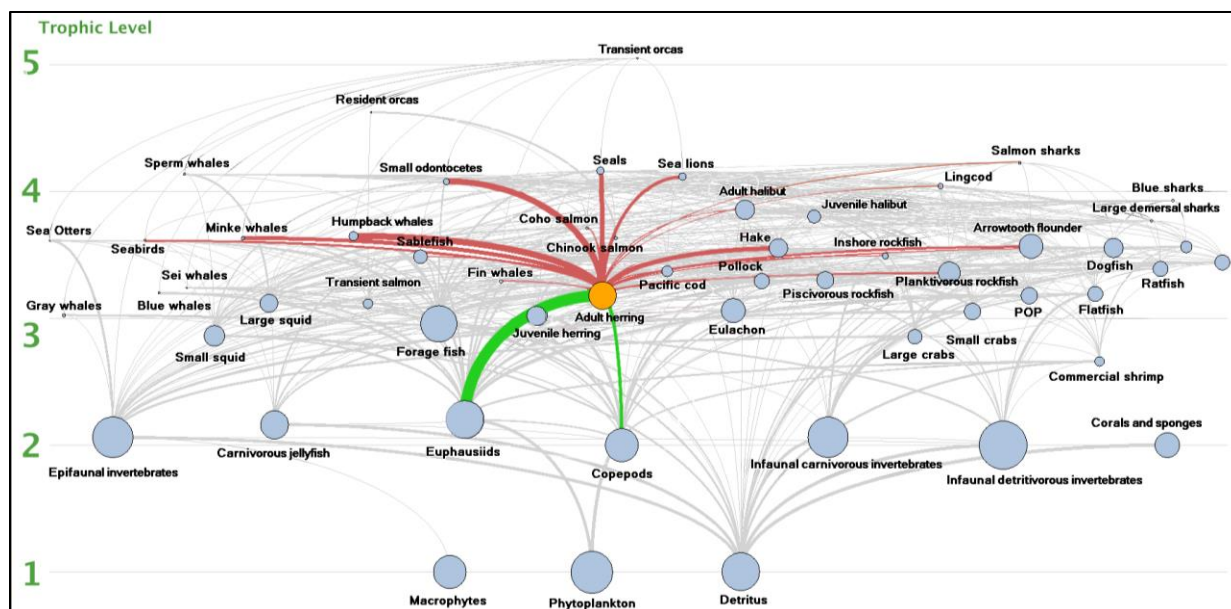 Trophic Level
5
Transient orcas
Resident orcas
Sperm whales
Small odontocetes
Seals
Sea lions
Salmon sharks
Lingcod
4
Adult halibut
Blue sharks
Juvenile halibut
Large demersal sharks
Coho salmon
Humpback whales
Minke whales
Sea Otters
Seabirds
Sablefish
Chinook salmon
Hake
Inshore rockfish
Arrowtooth flounder
Dogfish
Pollock
Sei whales
Fin whales
Transient salmon
Pacific cod
Piscivorous rockfish
Planktivorous rockfish
Ratfish
Gray whales
Blue whales
Large squid
Adult herring
POP
Flatfish
3
Juvenile herring
Eulachon
Small squid
Forage fish
Small crabs
Large crabs
Commercial shrimp
Corals and sponges
2
Epifaunal invertebrates
Carnivorous jellyfish
Euphausiids
Copepods
Infaunal carnivorous invertebrates
Infaunal detritivorous invertebrates
1
Macrophytes
Phytoplankton
Detritus